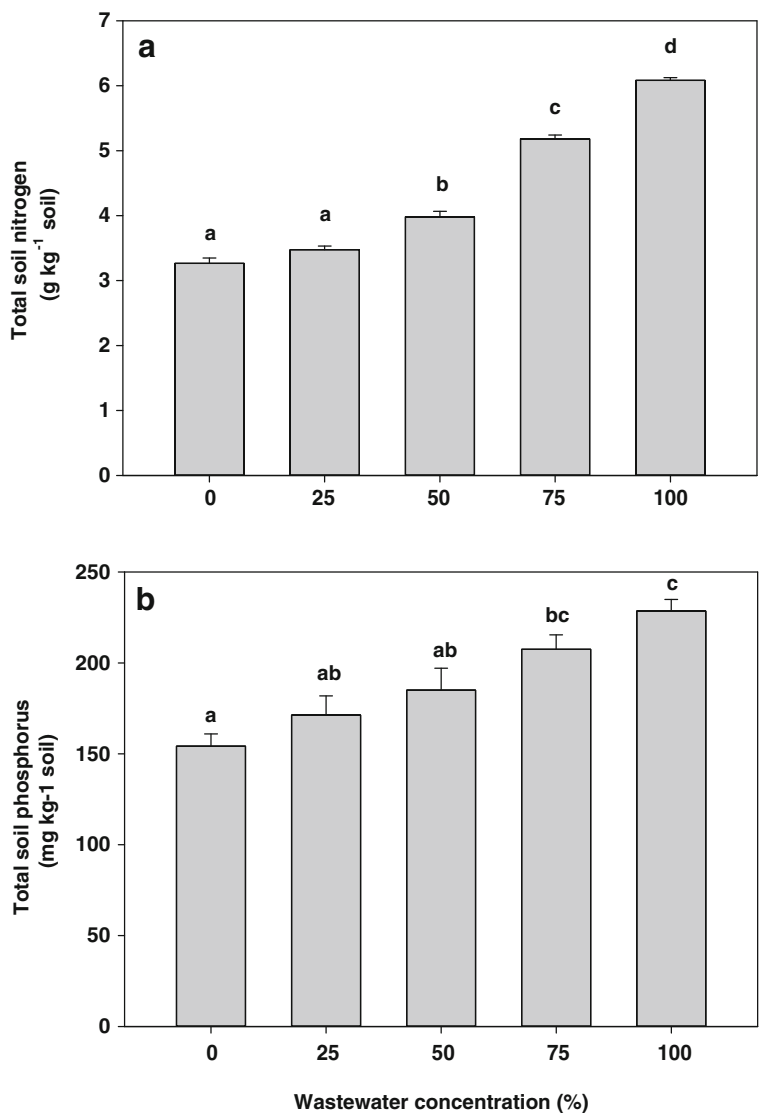 a
7
6
5
4
3
2
1
0
Total soil nitrogen
(g kg⁻¹ soil)
a
a
b
c
d
0 25 50 75 100
b
250
200
150
100
50
0
Total soil phosphorus
(mg kg-1 soil)
a
ab
ab
bc
c
0 25 50 75 100
Wastewater concentration (%)